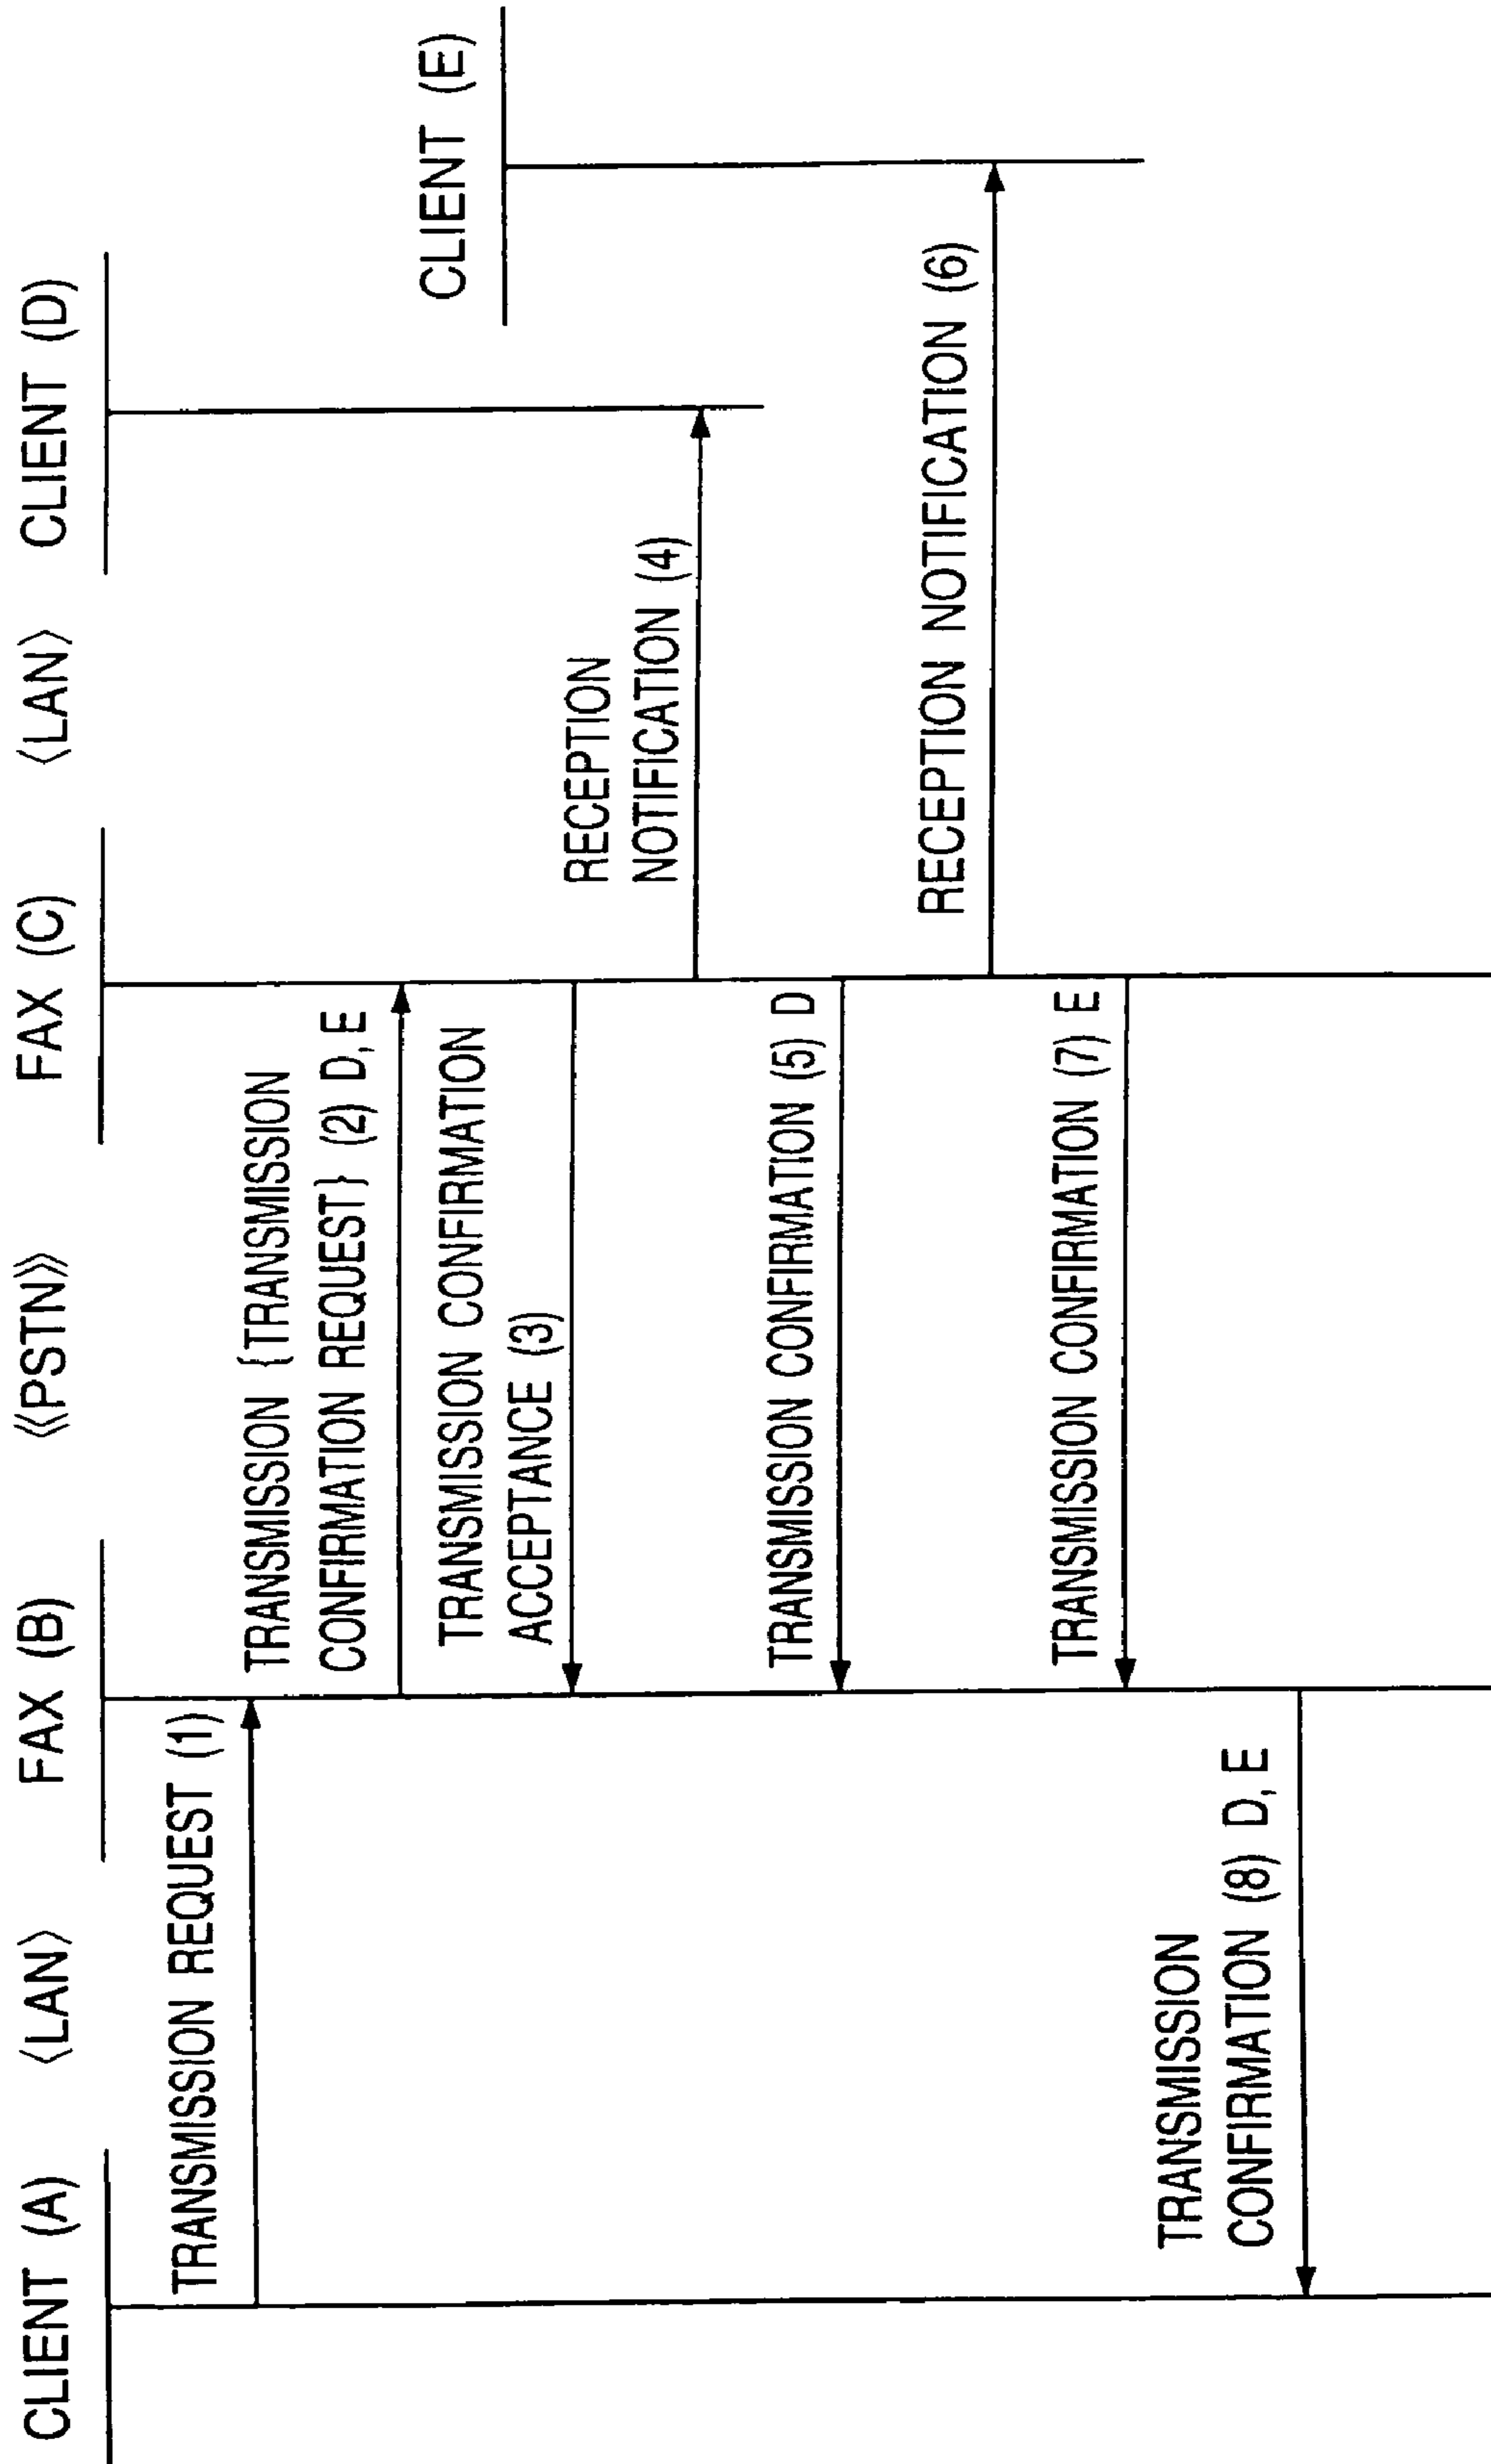 CLIENT (A) 〈LAN〉 FAX (B) 《PSTN》 FAX (C) 〈LAN〉 CLIENT (D)
CLIENT (E)
TRANSMISSION REQUEST (1)
TRANSMISSION {TRANSMISSION
CONFIRMATION REQUEST} (2) D, E
TRANSMISSION CONFIRMATION
ACCEPTANCE (3)
RECEPTION
NOTIFICATION (4)
TRANSMISSION CONFIRMATION (5) D
RECEPTION NOTIFICATION (6)
TRANSMISSION CONFIRMATION (7) E
TRANSMISSION
CONFIRMATION (8) D, E